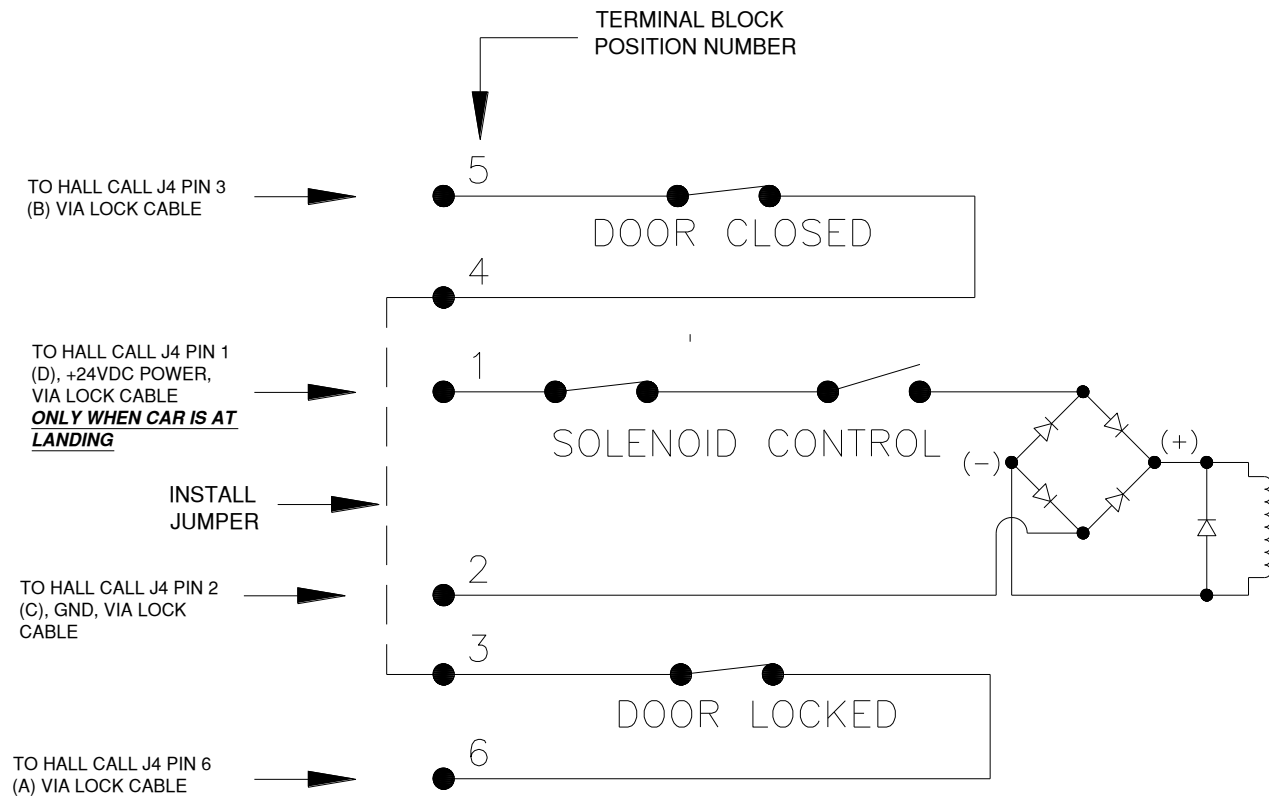 TERMINAL BLOCK
POSITION NUMBER
5
TO HALL CALL J4 PIN 3
(B) VIA LOCK CABLE
DOOR CLOSED
4
TO HALL CALL J4 PIN 1
(D), +24VDC POWER,
VIA LOCK CABLE
ONLY WHEN CAR IS AT
LANDING
1
SOLENOID CONTROL
(-)
(+)
INSTALL
JUMPER
2
TO HALL CALL J4 PIN 2
(C), GND, VIA LOCK
CABLE
3
DOOR LOCKED
6
TO HALL CALL J4 PIN 6
(A) VIA LOCK CABLE